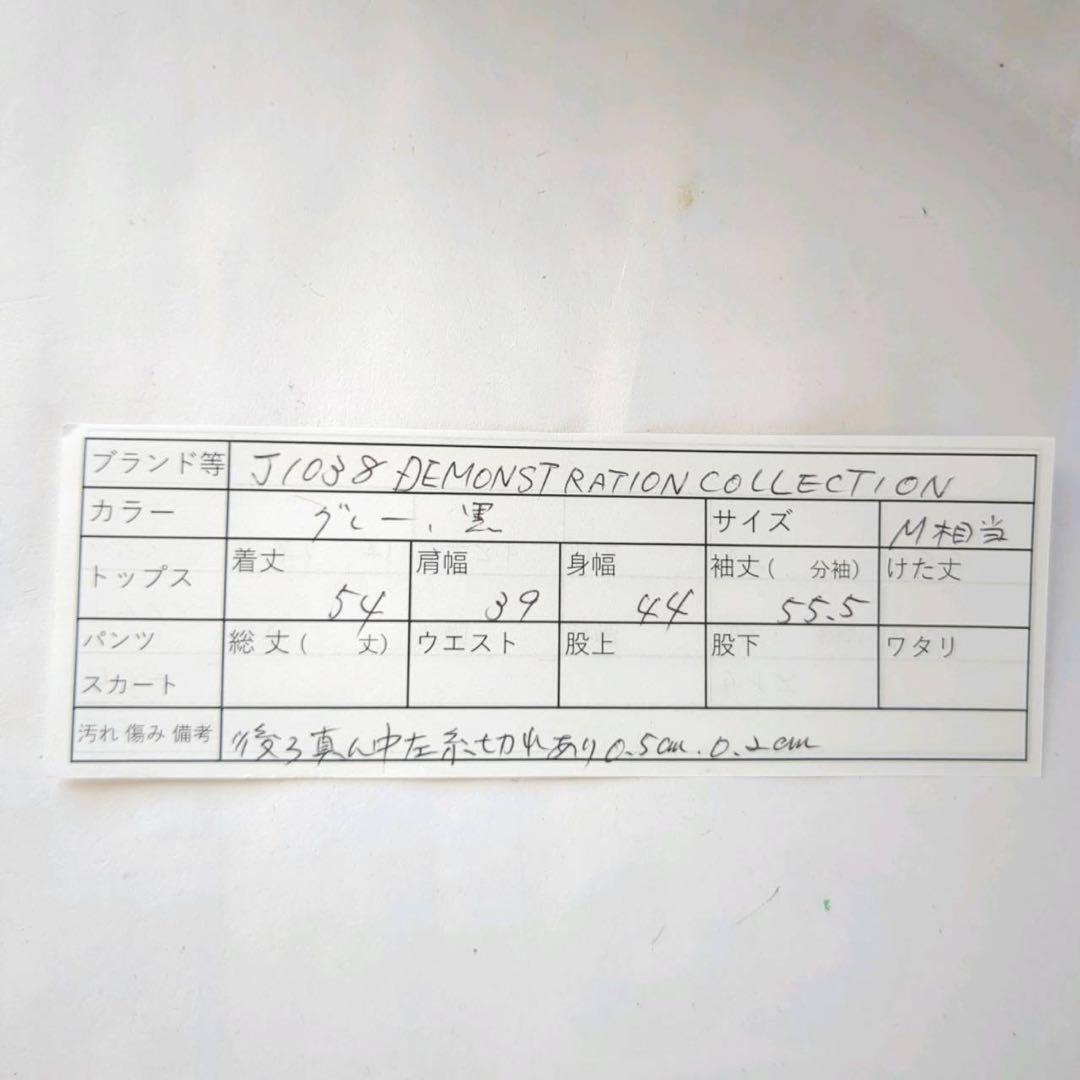 ブランド等 J1038 DEMONSTRATION COLLECTION
カラー グレー、黒 サイズ M相当
トップス 着丈 54 肩幅 39 身幅 44 袖丈( 分袖) 55.5 けた丈
パンツ スカート 総丈( 丈) ウエスト 股上 股下 ワタリ
汚れ 傷み 備考 後ろ真ん中左糸切れあり0.5cm.0.2cm